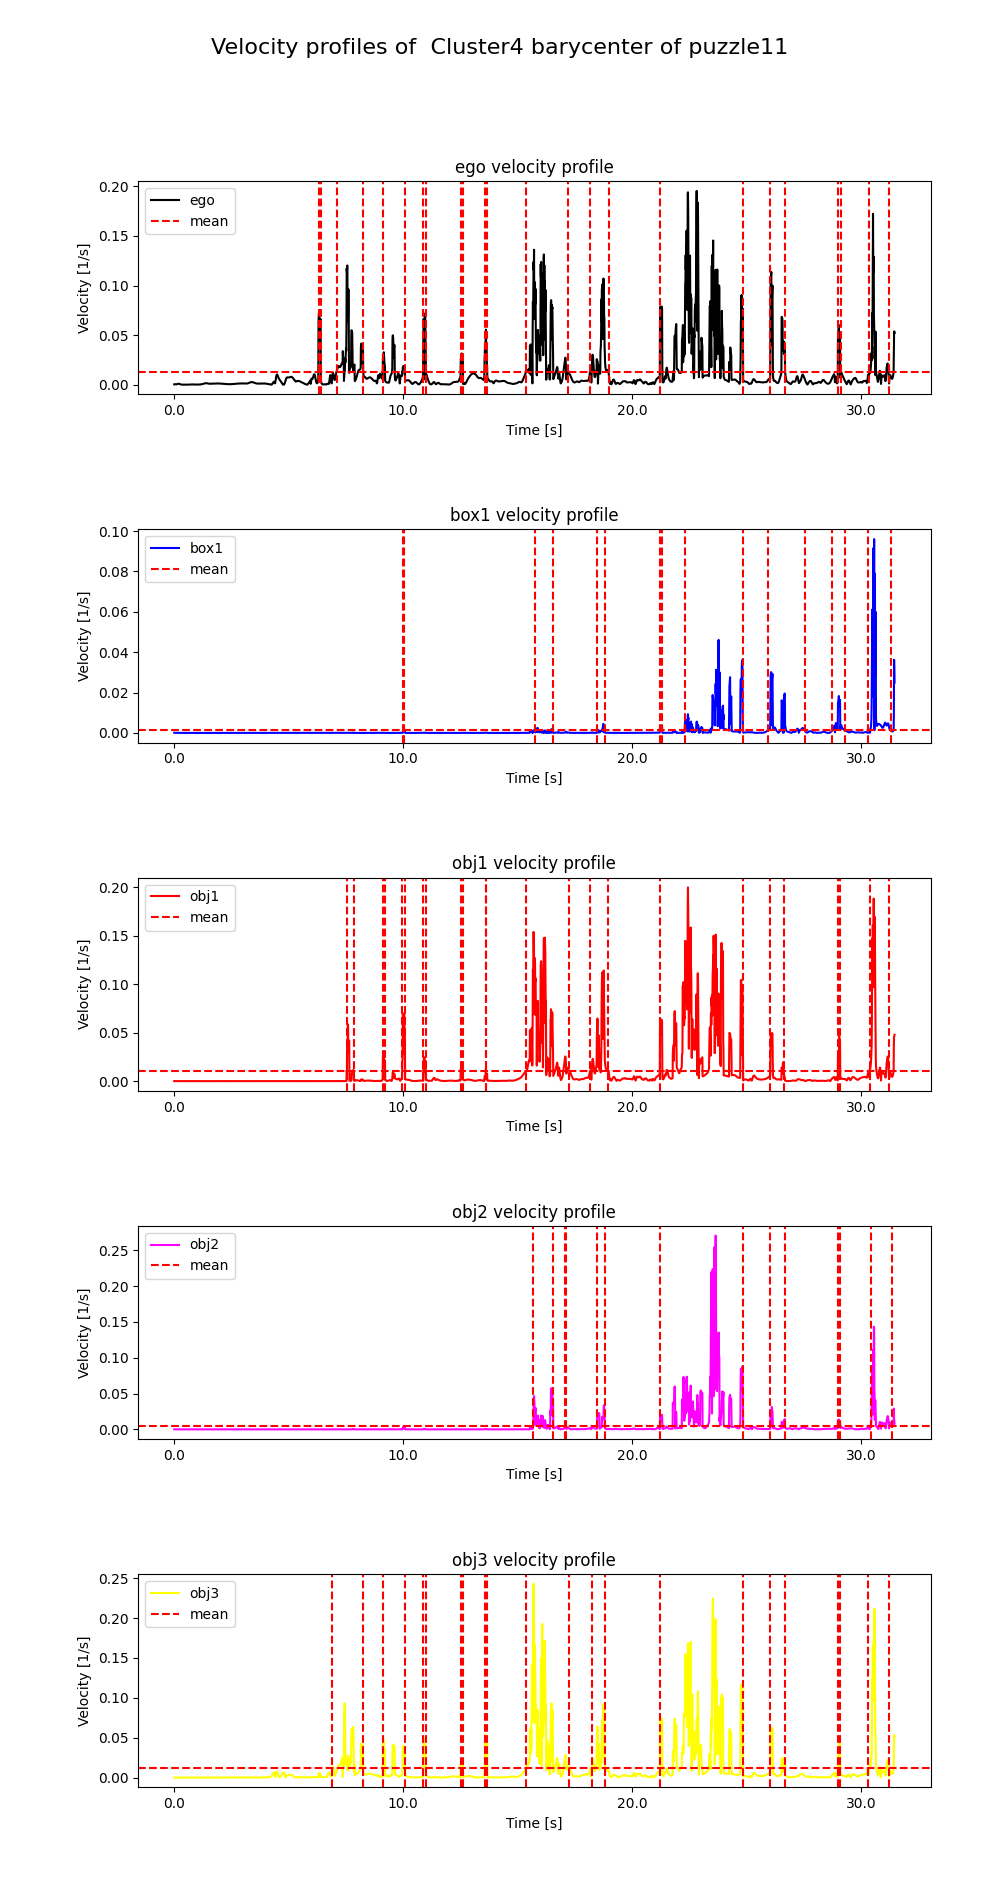 Velocity profiles of  Cluster4 barycenter of puzzle11
ego velocity profile
ego
mean
Velocity [1/s]
0.20
0.15
0.10
0.05
0.00
0.0 10.0 20.0 30.0
Time [s]
box1 velocity profile
box1
mean
Velocity [1/s]
0.10
0.08
0.06
0.04
0.02
0.00
0.0 10.0 20.0 30.0
Time [s]
obj1 velocity profile
obj1
mean
Velocity [1/s]
0.20
0.15
0.10
0.05
0.00
0.0 10.0 20.0 30.0
Time [s]
obj2 velocity profile
obj2
mean
Velocity [1/s]
0.25
0.20
0.15
0.10
0.05
0.00
0.0 10.0 20.0 30.0
Time [s]
obj3 velocity profile
obj3
mean
Velocity [1/s]
0.25
0.20
0.15
0.10
0.05
0.00
0.0 10.0 20.0 30.0
Time [s]